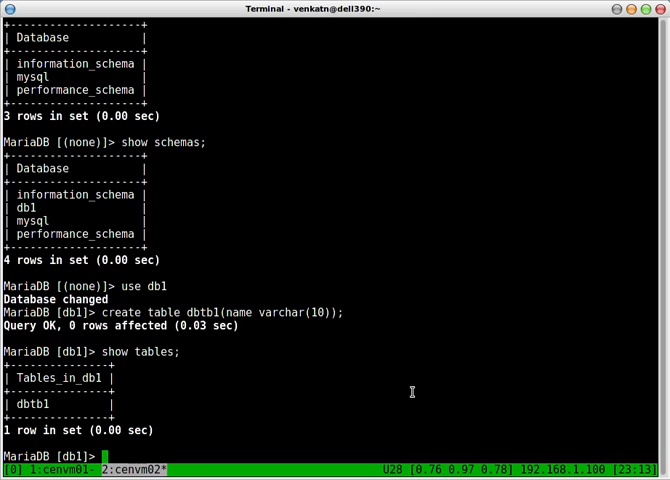 Terminal - venkatn@dell390:~
+--------------------+
| Database           |
+--------------------+
| information_schema |
| mysql              |
| performance_schema |
+--------------------+
3 rows in set (0.00 sec)
MariaDB [(none)]> show schemas;
+--------------------+
| Database           |
+--------------------+
| information_schema |
| db1                |
| mysql              |
| performance_schema |
+--------------------+
4 rows in set (0.00 sec)
MariaDB [(none)]> use db1
Database changed
MariaDB [db1]> create table dbtb1(name varchar(10));
Query OK, 0 rows affected (0.03 sec)
MariaDB [db1]> show tables;
+---------------+
| Tables_in_db1 |
+---------------+
| dbtb1         |
+---------------+
1 row in set (0.00 sec)
MariaDB [db1]>
[0] 1:cenvm01- 2:cenvm02* U28 [0.76 0.97 0.78] 192.168.1.100 [23:13]